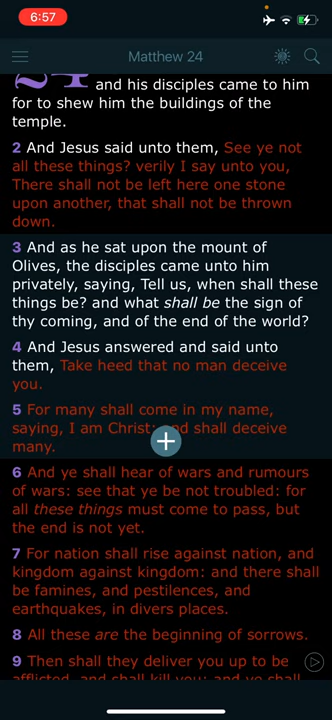 6:57
Matthew 24
24 and his disciples came to him
for to shew him the buildings of the
temple.
2 And Jesus said unto them, See ye not
all these things? verily I say unto you,
There shall not be left here one stone
upon another, that shall not be thrown
down.
3 And as he sat upon the mount of
Olives, the disciples came unto him
privately, saying, Tell us, when shall these
things be? and what shall be the sign of
thy coming, and of the end of the world?
4 And Jesus answered and said unto
them, Take heed that no man deceive
you.
5 For many shall come in my name,
saying, I am Christ; and shall deceive
many.
6 And ye shall hear of wars and rumours
of wars: see that ye be not troubled: for
all these things must come to pass, but
the end is not yet.
7 For nation shall rise against nation, and
kingdom against kingdom: and there shall
be famines, and pestilences, and
earthquakes, in divers places.
8 All these are the beginning of sorrows.
9 Then shall they deliver you up to be
afflicted, and shall kill you: and ye shall